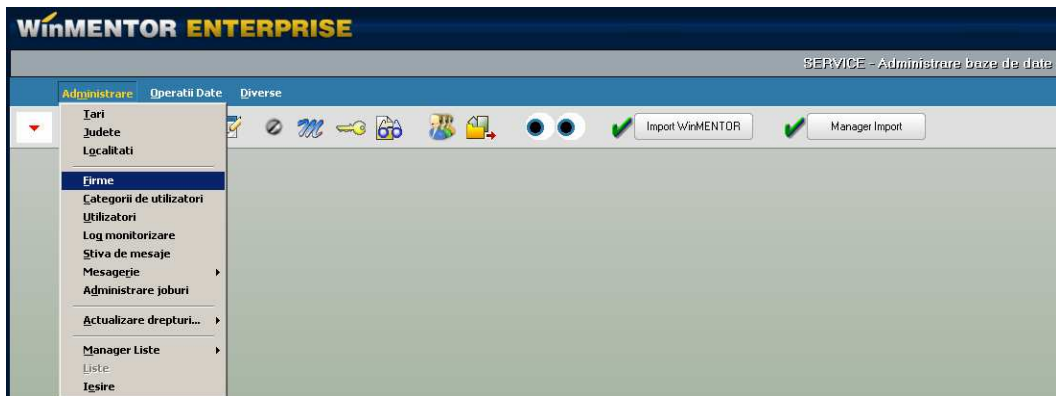 WinMENTOR ENTERPRISE
SERVICE - Administrare baze de date
Administrare Operatii Date Diverse
Tari
Judete
Localitati
Import WinMENTOR Manager Import
Firme
Categorii de utilizatori
Utilizatori
Log monitorizare
Stiva de mesaje
Mesagerie
Administrare joburi
Actualizare drepturi...
Manager Liste
Liste
Iesire